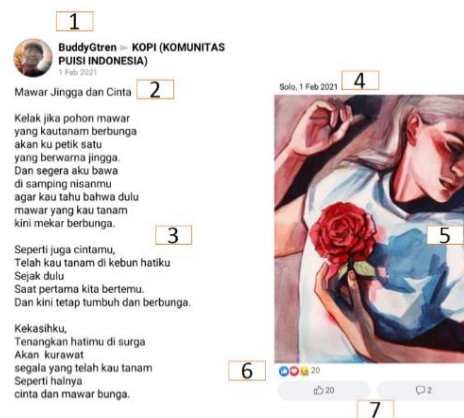 1
BuddyGtren ▶ KOPI (KOMUNITAS
PUISI INDONESIA)
1 Feb 2021
Mawar Jingga dan Cinta
2
Kelak jika pohon mawar
yang kautanam berbunga
akan ku petik satu
yang berwarna jingga.
Dan segera aku bawa
di samping nisanmu
agar kau tahu bahwa dulu
mawar yang kau tanam
kini mekar berbunga.
3
Seperti juga cintamu,
Telah kau tanam di kebun hatiku
Sejak dulu
Saat pertama kita bertemu.
Dan kini tetap tumbuh dan berbunga.
Kekasihku,
Tenangkan hatimu di surga
Akan kurawat
segala yang telah kau tanam
Seperti halnya
cinta dan mawar bunga.
Solo, 1 Feb 2021
4
5
6
20
20
2
7